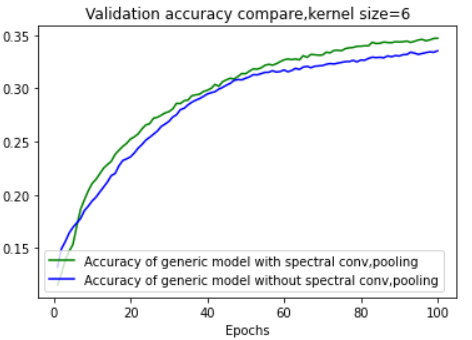 Validation accuracy compare,kernel size=6
0.35
0.30
0.25
0.20
0.15
Accuracy of generic model with spectral conv,pooling
Accuracy of generic model without spectral conv,pooling
0 20 40 60 80 100
Epochs